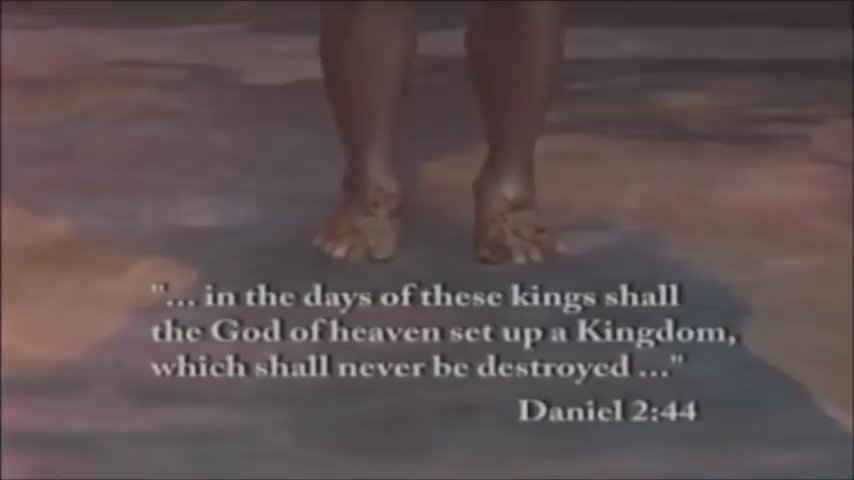 "... in the days of these kings shall
the God of heaven set up a Kingdom,
which shall never be destroyed ..."
Daniel 2:44